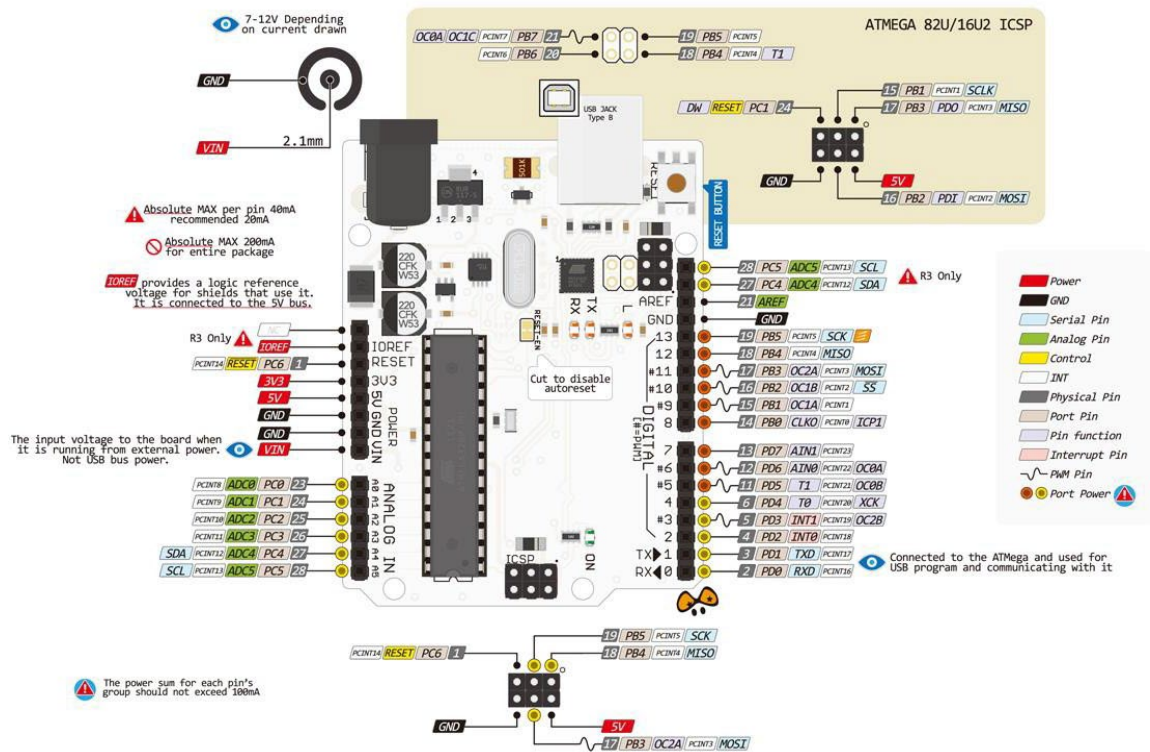 7-12V Depending
on current drawn
GND
VIN
2.1mm
ATMEGA 82U/16U2 ICSP
OC0A OC1C PCINT7 PB7 21
PCINT6 PB6 20
19 PB5 PCINT5
18 PB4 PCINT4 T1
15 PB1 PCINT1 SCLK
17 PB3 PDO PCINT3 MISO
DW RESET PC1 24
GND
5V
16 PB2 PDI PCINT2 MOSI
USB JACK
Type B
RESET
RESET BUTTON
501K
4
1 2 3
Absolute MAX per pin 40mA
recommended 20mA
Absolute MAX 200mA
for entire package
IOREF provides a logic reference
voltage for shields that use it.
It is connected to the 5V bus.
220
CFK
W53
220
CFK
W53
1
RX
TX
L
RESET-EN
Cut to disable
autoreset
R3 Only
NC
IOREF
PCINT14 RESET PC6 1
3V3
5V
GND
GND
VIN
The input voltage to the board when
it is running from external power.
Not USB bus power.
IOREF
RESET
3V3
5V
GND
VIN
POWER
PCINT8 ADC0 PC0 23
PCINT9 ADC1 PC1 24
PCINT10 ADC2 PC2 25
PCINT11 ADC3 PC3 26
SDA PCINT12 ADC4 PC4 27
SCL PCINT13 ADC5 PC5 28
A0
A1
A2
A3
A4
A5
ANALOG IN
AREF
GND
13
12
#11
#10
#9
8
7
#6
#5
4
#3
2
TX 1
RX 0
DIGITAL
[#=PWM]
ICSP
ON
28 PC5 ADC5 PCINT13 SCL
27 PC4 ADC4 PCINT12 SDA
R3 Only
21 AREF
GND
19 PB5 PCINT5 SCK
18 PB4 PCINT4 MISO
17 PB3 OC2A PCINT3 MOSI
16 PB2 OC1B PCINT2 SS
15 PB1 OC1A PCINT1
14 PB0 CLKO PCINT0 ICP1
13 PD7 AIN1 PCINT23
12 PD6 AIN0 PCINT22 OC0A
11 PD5 T1 PCINT21 OC0B
6 PD4 T0 PCINT20 XCK
5 PD3 INT1 PCINT19 OC2B
4 PD2 INT0 PCINT18
3 PD1 TXD PCINT17
2 PD0 RXD PCINT16
Connected to the ATMega and used for
USB program and communicating with it
Power
GND
Serial Pin
Analog Pin
Control
INT
Physical Pin
Port Pin
Pin function
Interrupt Pin
PWM Pin
Port Power
PCINT14 RESET PC6 1
19 PB5 PCINT5 SCK
18 PB4 PCINT4 MISO
GND
5V
17 PB3 OC2A PCINT3 MOSI
The power sum for each pin's
group should not exceed 100mA